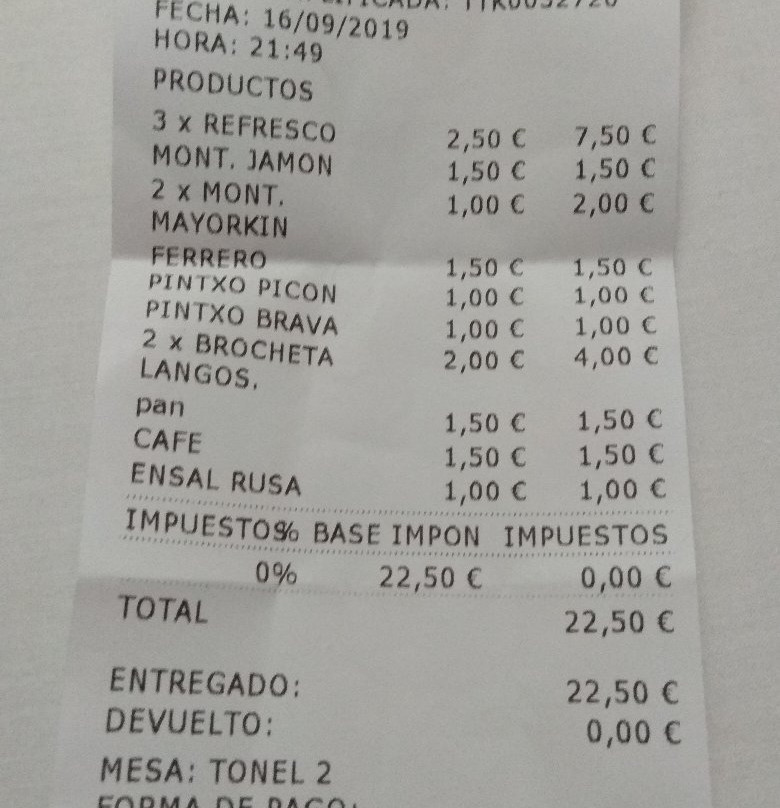 FECHA: 16/09/2019
HORA: 21:49
PRODUCTOS
3 x REFRESCO 2,50 € 7,50 €
MONT. JAMON 1,50 € 1,50 €
2 x MONT. 1,00 € 2,00 €
MAYORKIN
FERRERO 1,50 € 1,50 €
PINTXO PICON 1,00 € 1,00 €
PINTXO BRAVA 1,00 € 1,00 €
2 x BROCHETA 2,00 € 4,00 €
LANGOS.
pan 1,50 € 1,50 €
CAFE 1,50 € 1,50 €
ENSAL RUSA 1,00 € 1,00 €
IMPUESTO% BASE IMPON IMPUESTOS
0% 22,50 € 0,00 €
TOTAL 22,50 €
ENTREGADO: 22,50 €
DEVUELTO: 0,00 €
MESA: TONEL 2
FORMA DE PAGO: